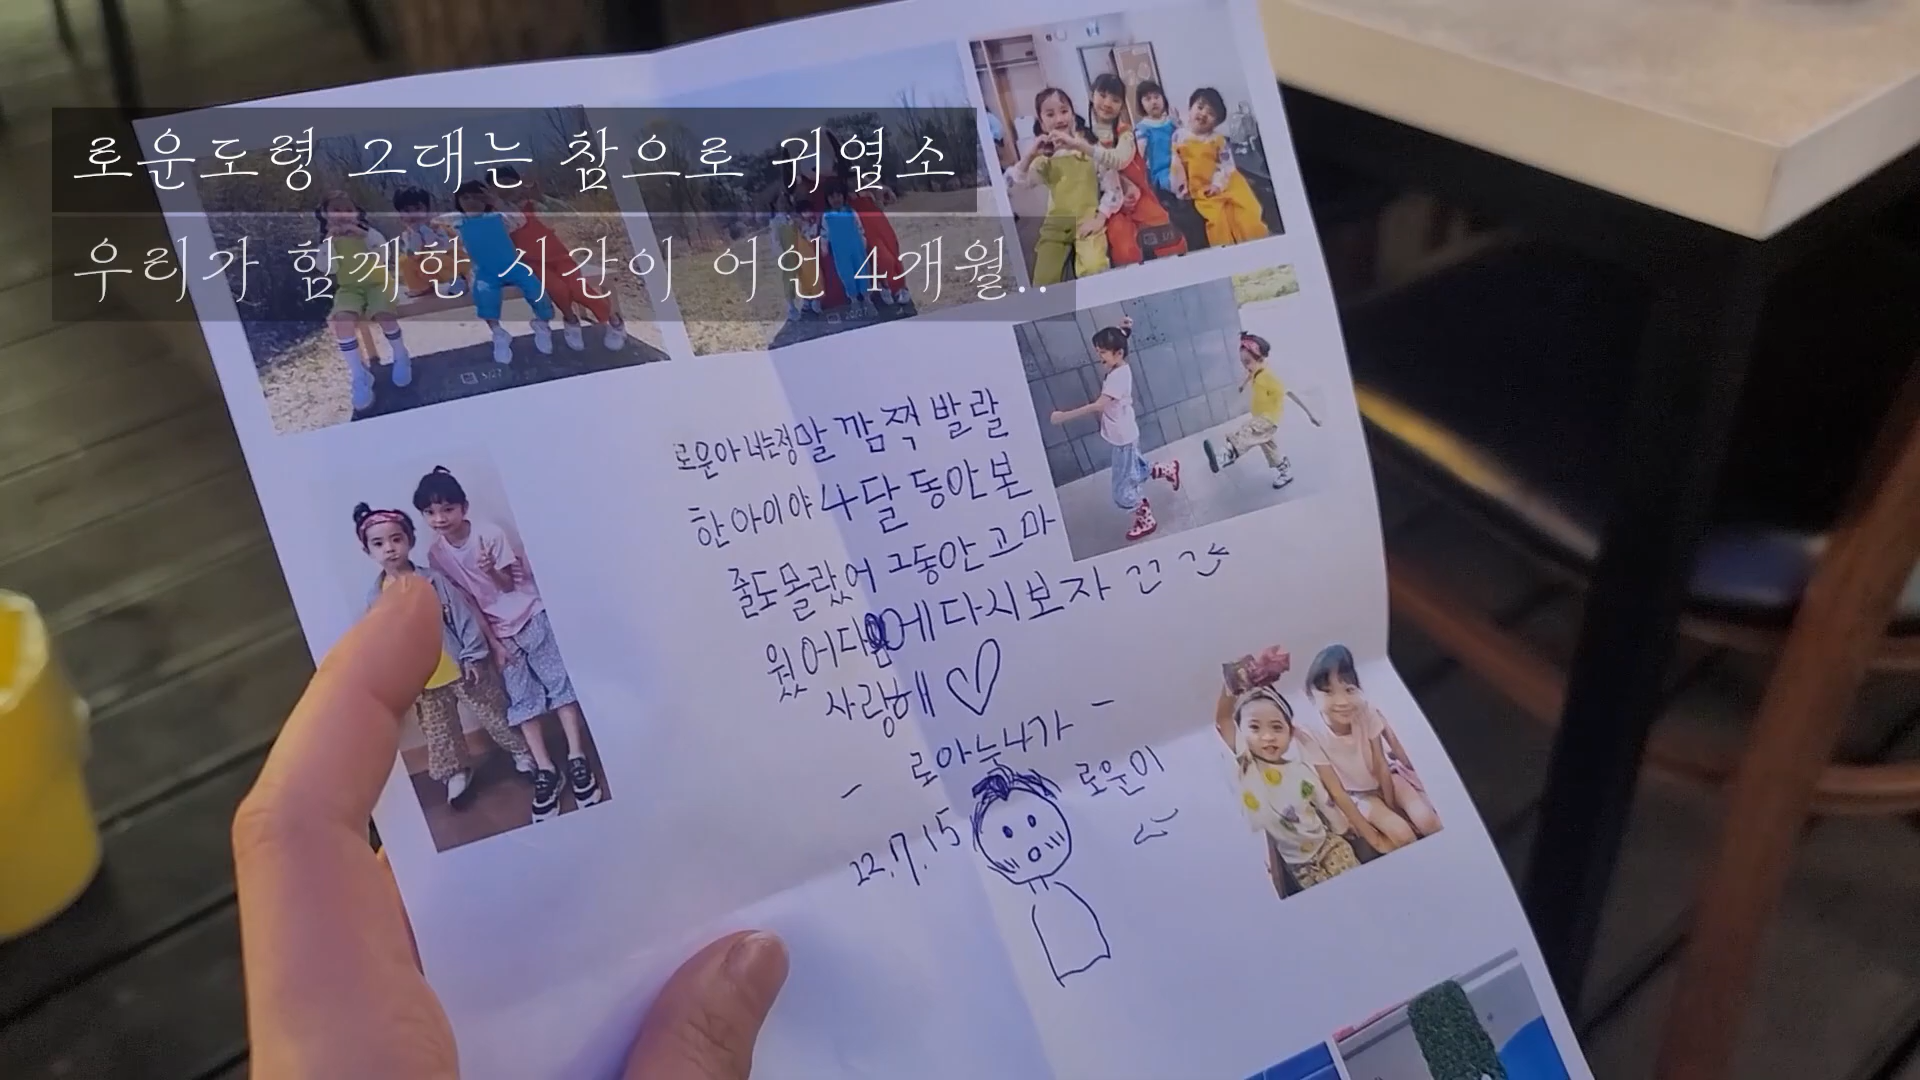 로운도령 그대는 참으로 귀엽소
우리가 함께한 시간이 어언 4개월..
로운아 너는정말 깜찍 발랄
한아이야 4달 동안 본
줄도몰랐어 그동안 고마
웠어 다음에 다시보자 ㄲㄱ
사랑해 ♡
- 로아누나가 -
22.7.15
로운이